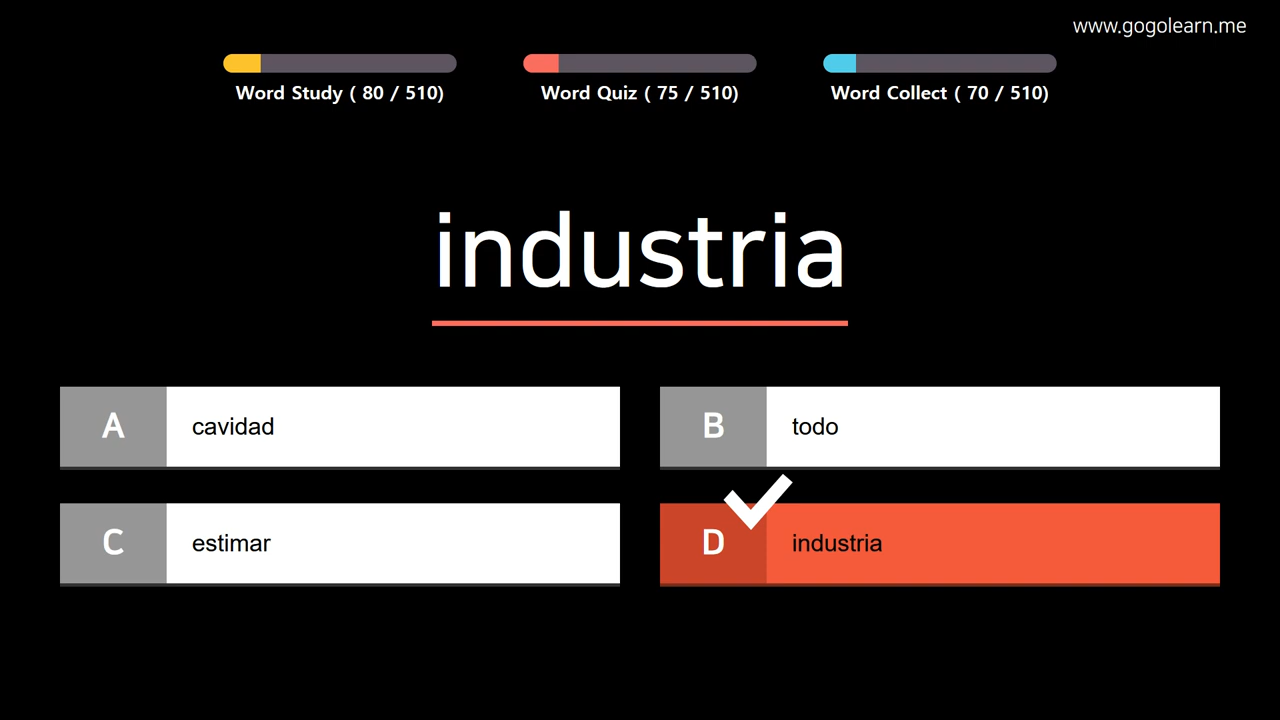 www.gogolearn.me
Word Study ( 80 / 510)
Word Quiz ( 75 / 510)
Word Collect ( 70 / 510)
industria
A cavidad
B todo
C estimar
D industria